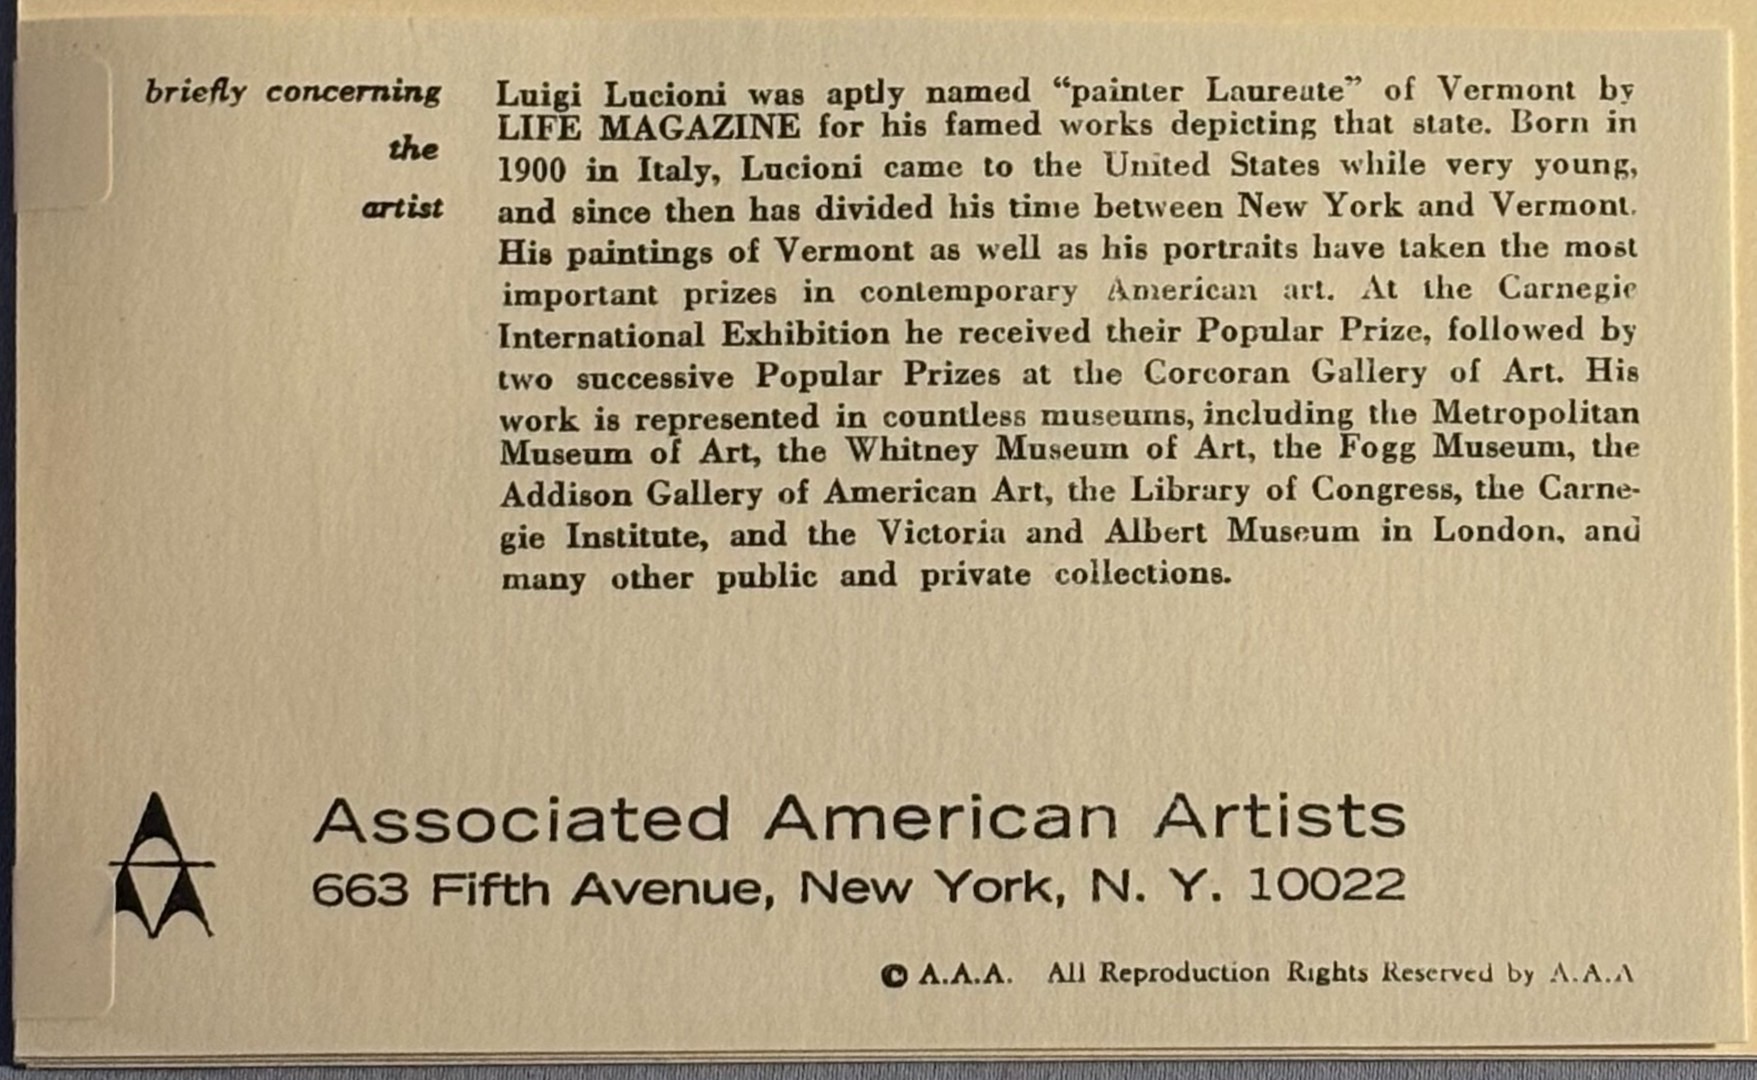 briefly concerning
the
artist
Luigi Lucioni was aptly named “painter Laureate” of Vermont by
LIFE MAGAZINE for his famed works depicting that state. Born in
1900 in Italy, Lucioni came to the United States while very young,
and since then has divided his time between New York and Vermont.
His paintings of Vermont as well as his portraits have taken the most
important prizes in contemporary American art. At the Carnegie
International Exhibition he received their Popular Prize, followed by
two successive Popular Prizes at the Corcoran Gallery of Art. His
work is represented in countless museums, including the Metropolitan
Museum of Art, the Whitney Museum of Art, the Fogg Museum, the
Addison Gallery of American Art, the Library of Congress, the Carne-
gie Institute, and the Victoria and Albert Museum in London, and
many other public and private collections.
Associated American Artists
663 Fifth Avenue, New York, N. Y. 10022
© A.A.A. All Reproduction Rights Reserved by A.A.A